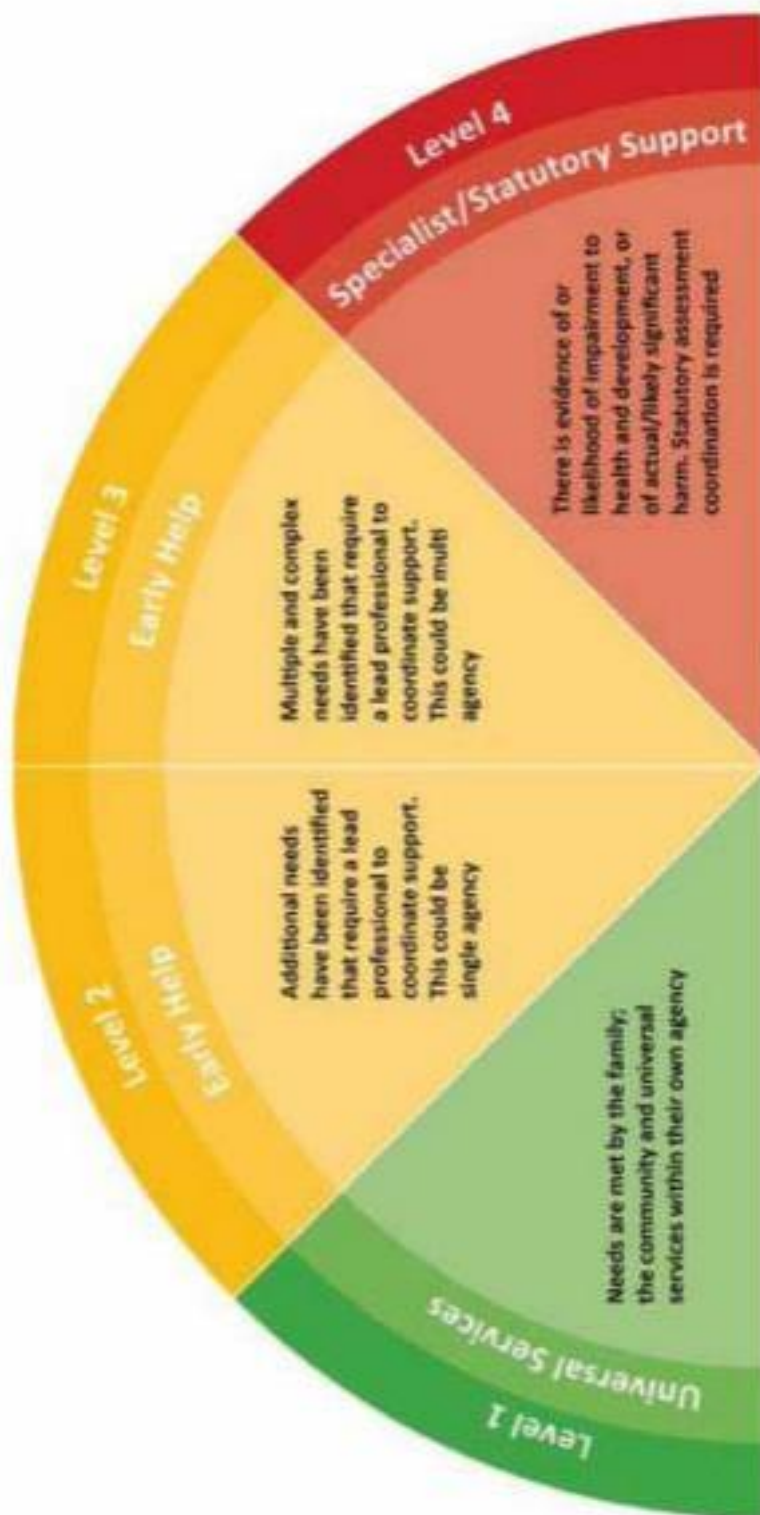 Level 1
Universal Services
Needs are met by the family;
the community and universal
services within their own agency
Level 2
Early Help
Additional needs
have been identified
that require a lead
professional to
coordinate support.
This could be
single agency
Level 3
Early Help
Multiple and complex
needs have been
identified that require
a lead professional to
coordinate support.
This could be multi
agency
Level 4
Specialist/Statutory Support
There is evidence of or
likelihood of impairment to
health and development, or
of actual/likely significant
harm. Statutory assessment
coordination is required